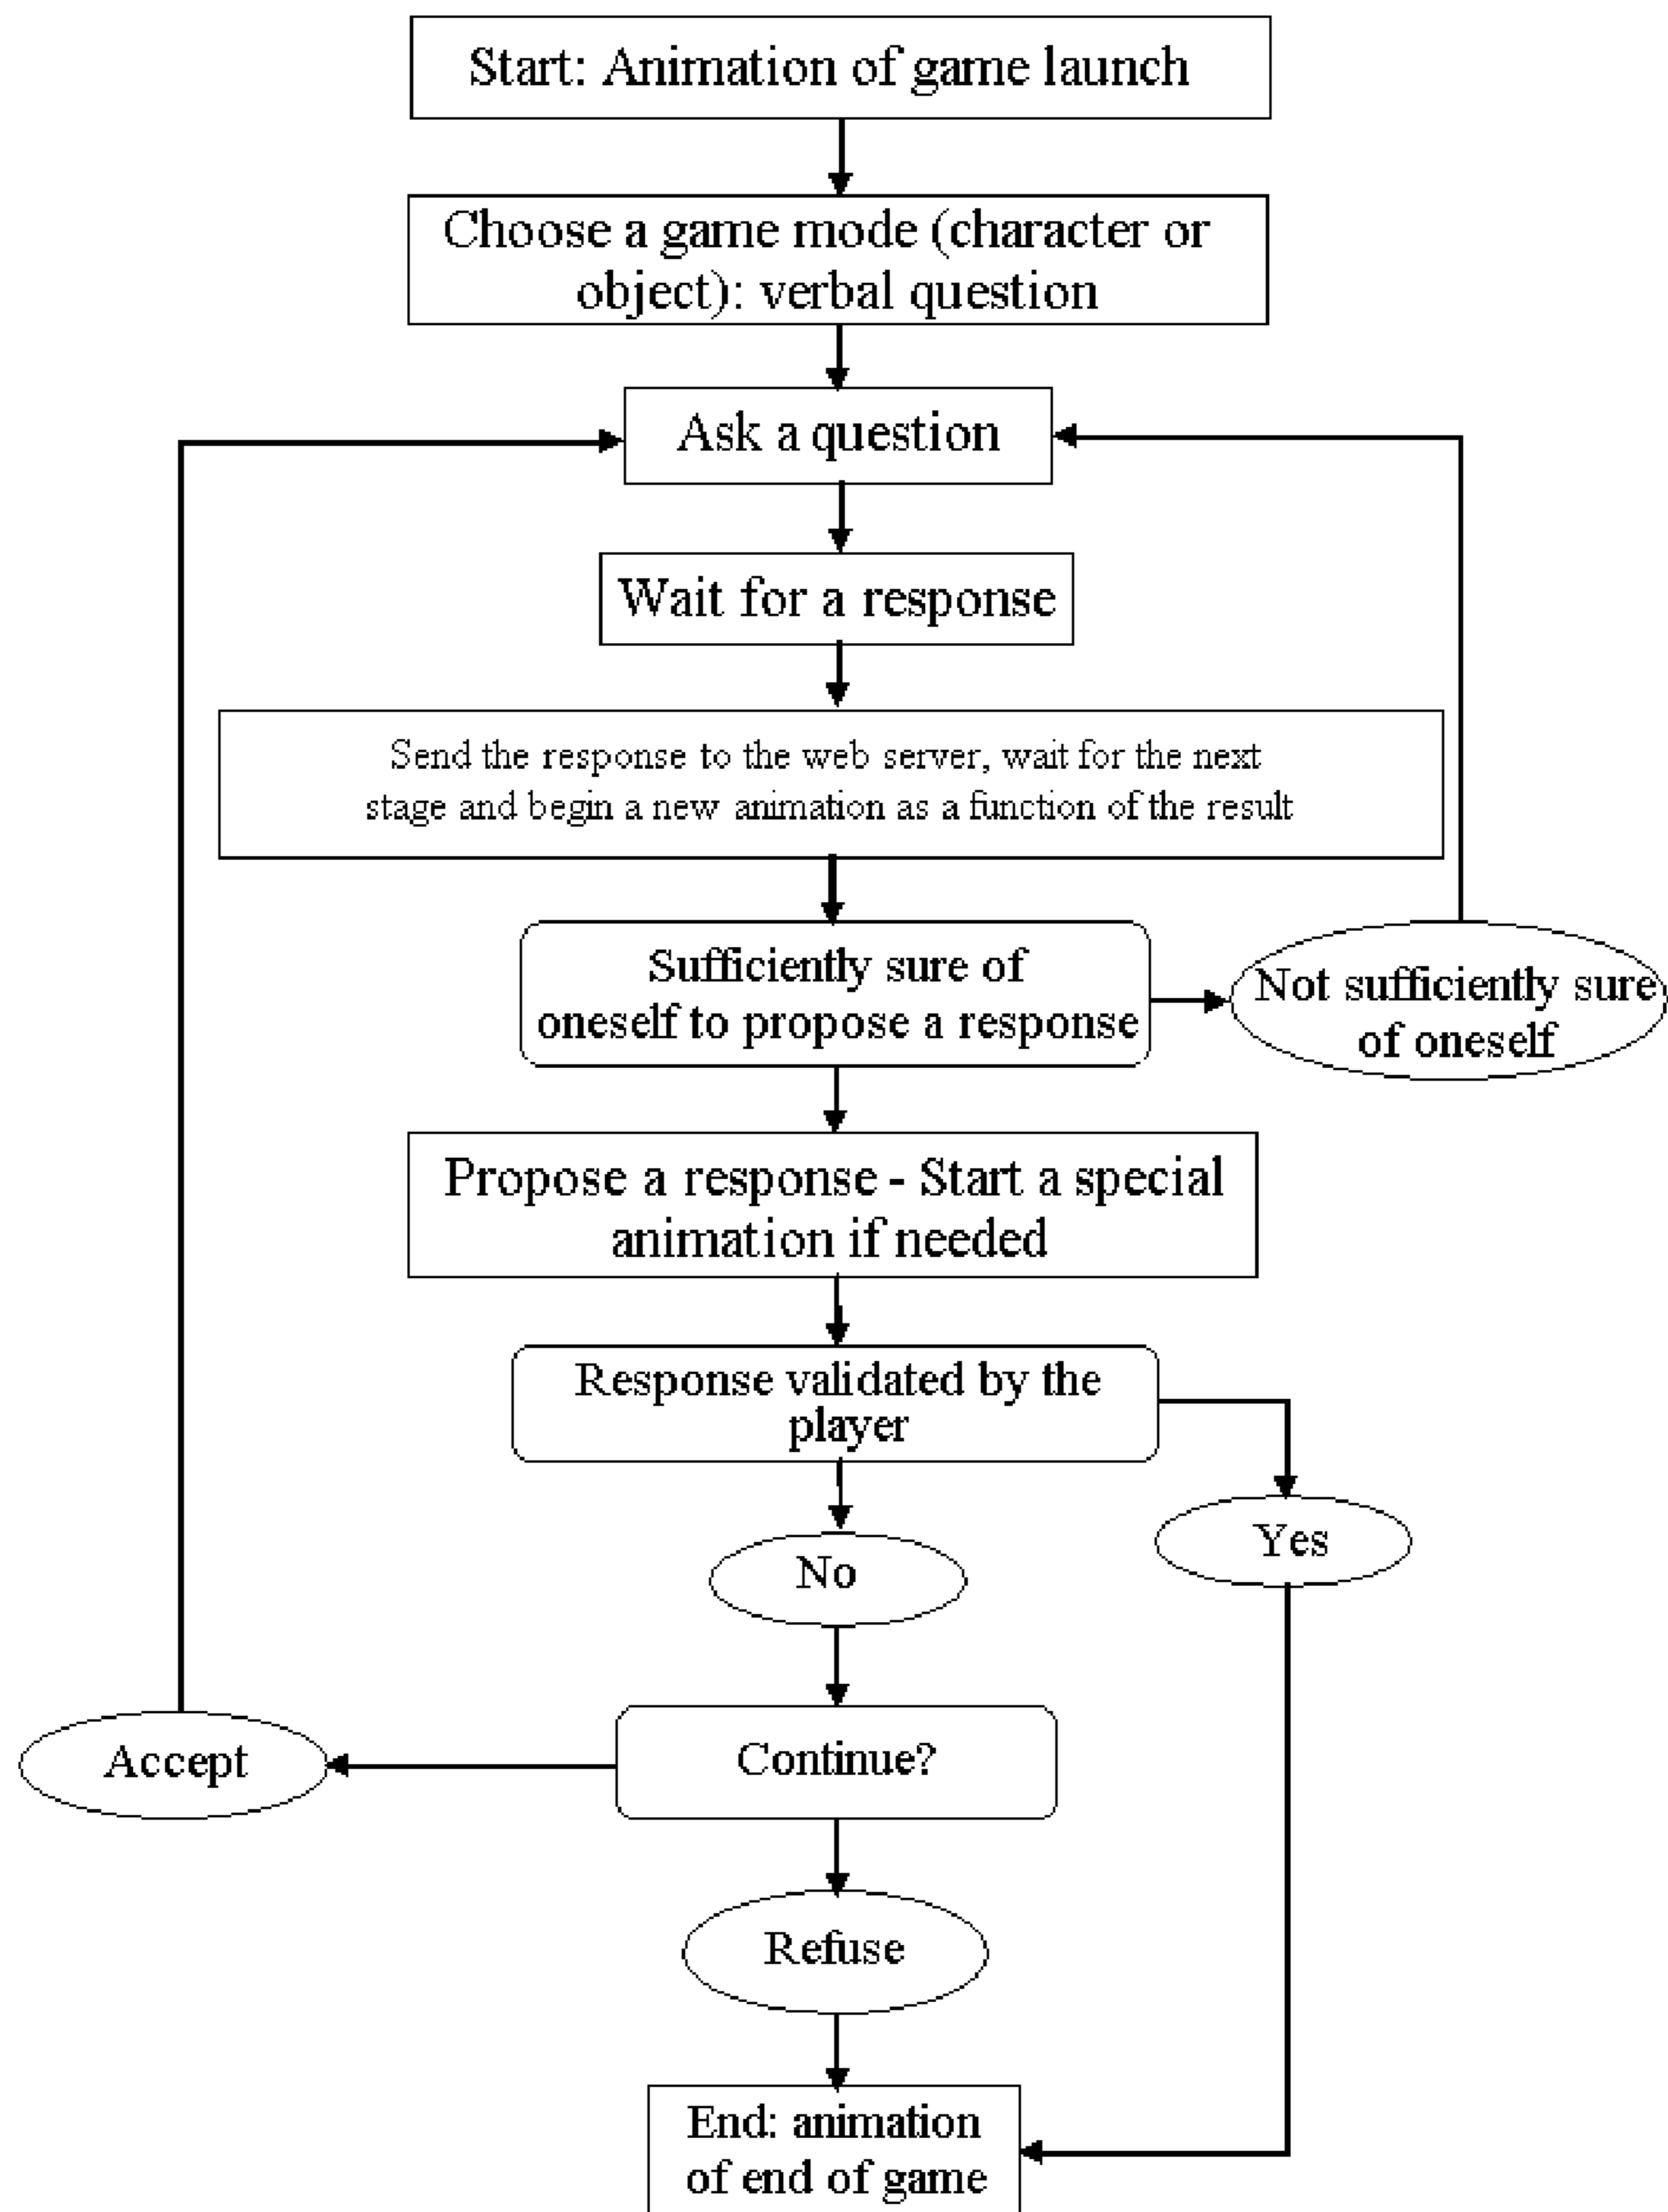 Start: Animation of game launch
Choose a game mode (character or
object): verbal question
Ask a question
Wait for a response
Send the response to the web server, wait for the next
stage and begin a new animation as a function of the result
Sufficiently sure of
oneself to propose a response
Not sufficiently sure
of oneself
Propose a response - Start a special
animation if needed
Response validated by the
player
Yes
No
Continue?
Accept
Refuse
End: animation
of end of game